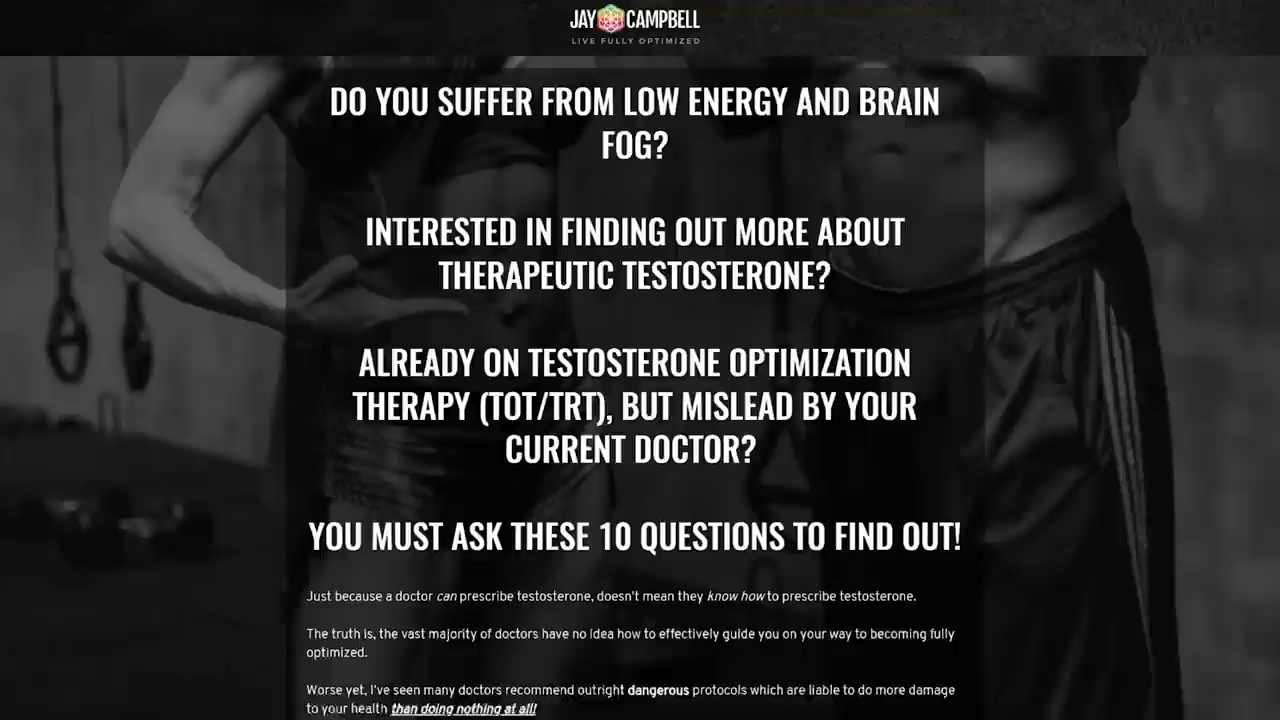 JAY CAMPBELL
LIVE FULLY OPTIMIZED
DO YOU SUFFER FROM LOW ENERGY AND BRAIN
FOG?
INTERESTED IN FINDING OUT MORE ABOUT
THERAPEUTIC TESTOSTERONE?
ALREADY ON TESTOSTERONE OPTIMIZATION
THERAPY (TOT/TRT), BUT MISLEAD BY YOUR
CURRENT DOCTOR?
YOU MUST ASK THESE 10 QUESTIONS TO FIND OUT!
Just because a doctor can prescribe testosterone, doesn't mean they know how to prescribe testosterone.
The truth is, the vast majority of doctors have no idea how to effectively guide you on your way to becoming fully
optimized.
Worse yet, I've seen many doctors recommend outright dangerous protocols which are liable to do more damage
to your health than doing nothing at all!